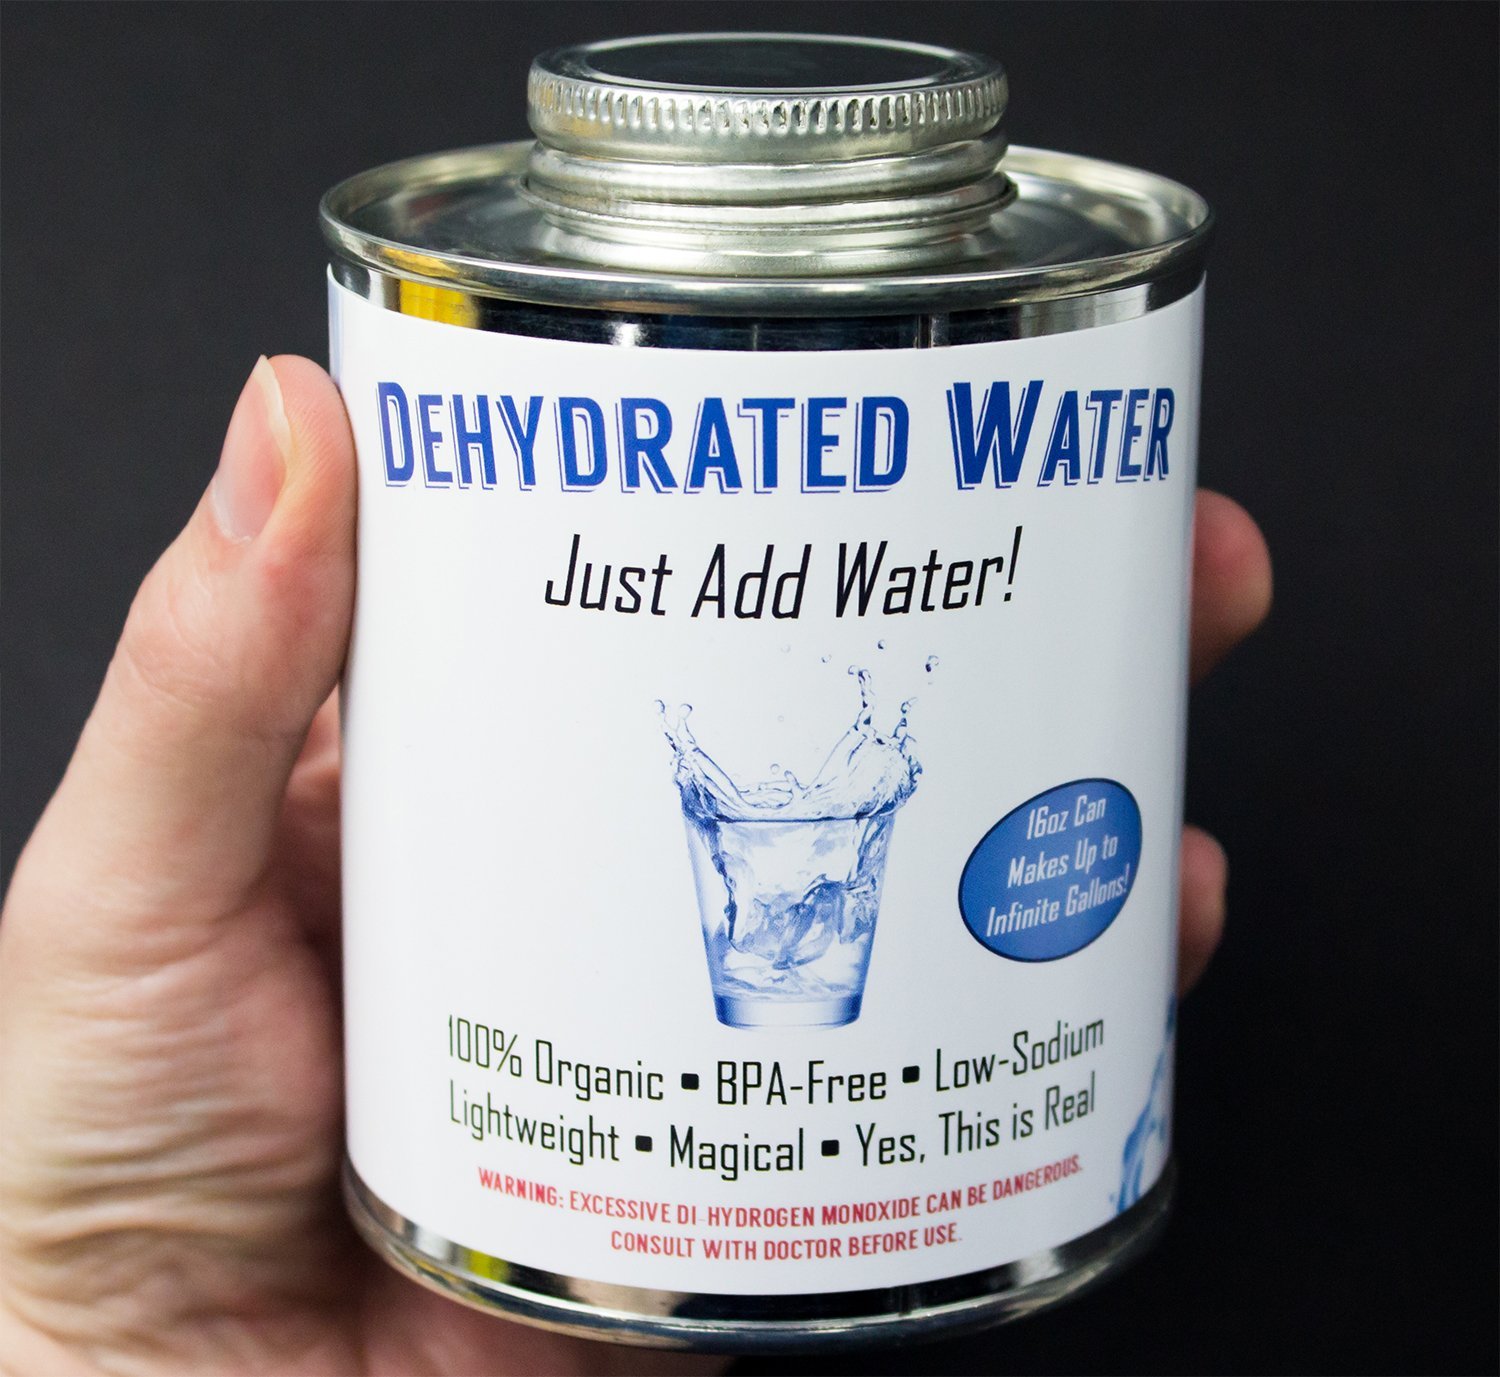 Dehydrated Water
Just Add Water!
16oz Can
Makes Up to
Infinite Gallons!
100% Organic ▪ BPA-Free ▪ Low-Sodium
Lightweight ▪ Magical ▪ Yes, This is Real
WARNING: EXCESSIVE DI-HYDROGEN MONOXIDE CAN BE DANGEROUS.
CONSULT WITH DOCTOR BEFORE USE.